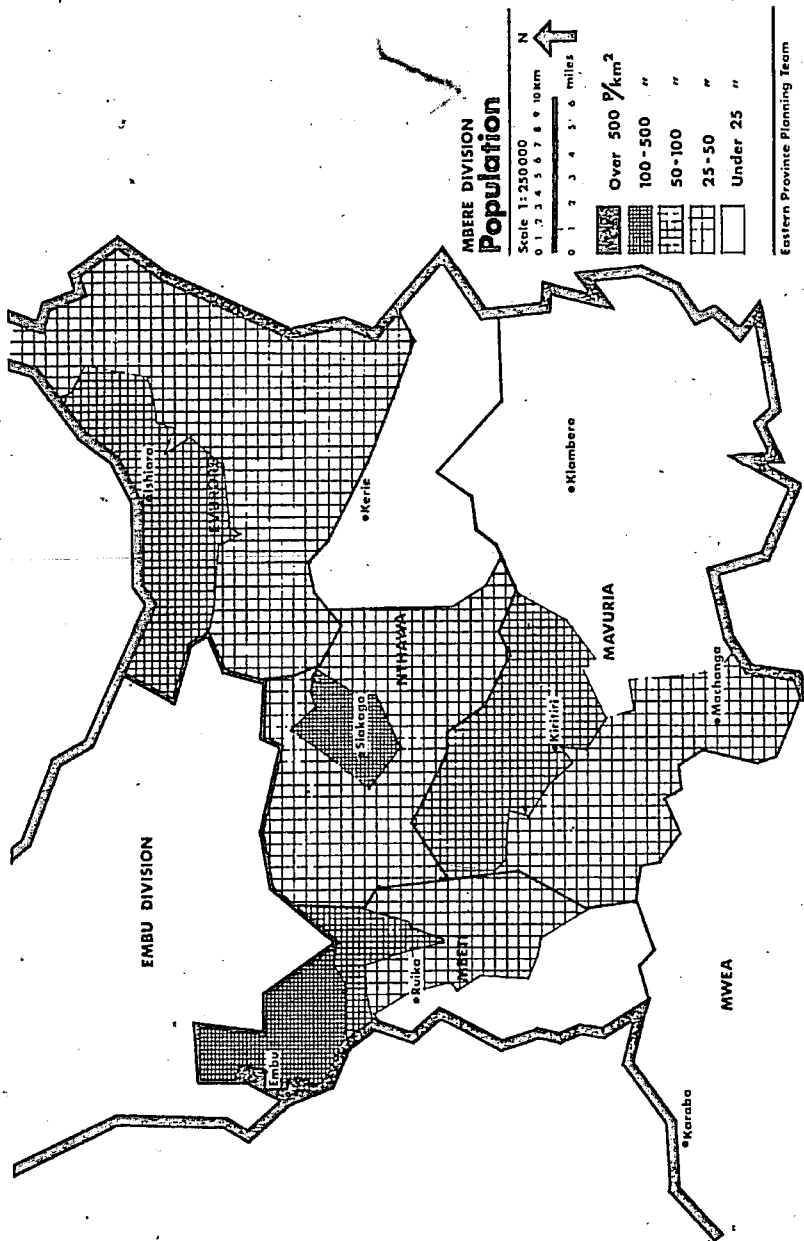 MBERE DIVISION
Population
Scale 1:250000
N
0 1 2 3 4 5 6 7 8 9 10 km
0 1 2 3 4 5 6 miles
Over 500 P/km²
100-500 "
50-100 "
25-50 "
Under 25 "
Eastern Province Planning Team
EMBU DIVISION
Embu
Ruika
MBETI
Siakago
NTHAWA
Kerie
Kiritiri
MAVURIA
Kiambere
Machanga
MWEA
Karaba